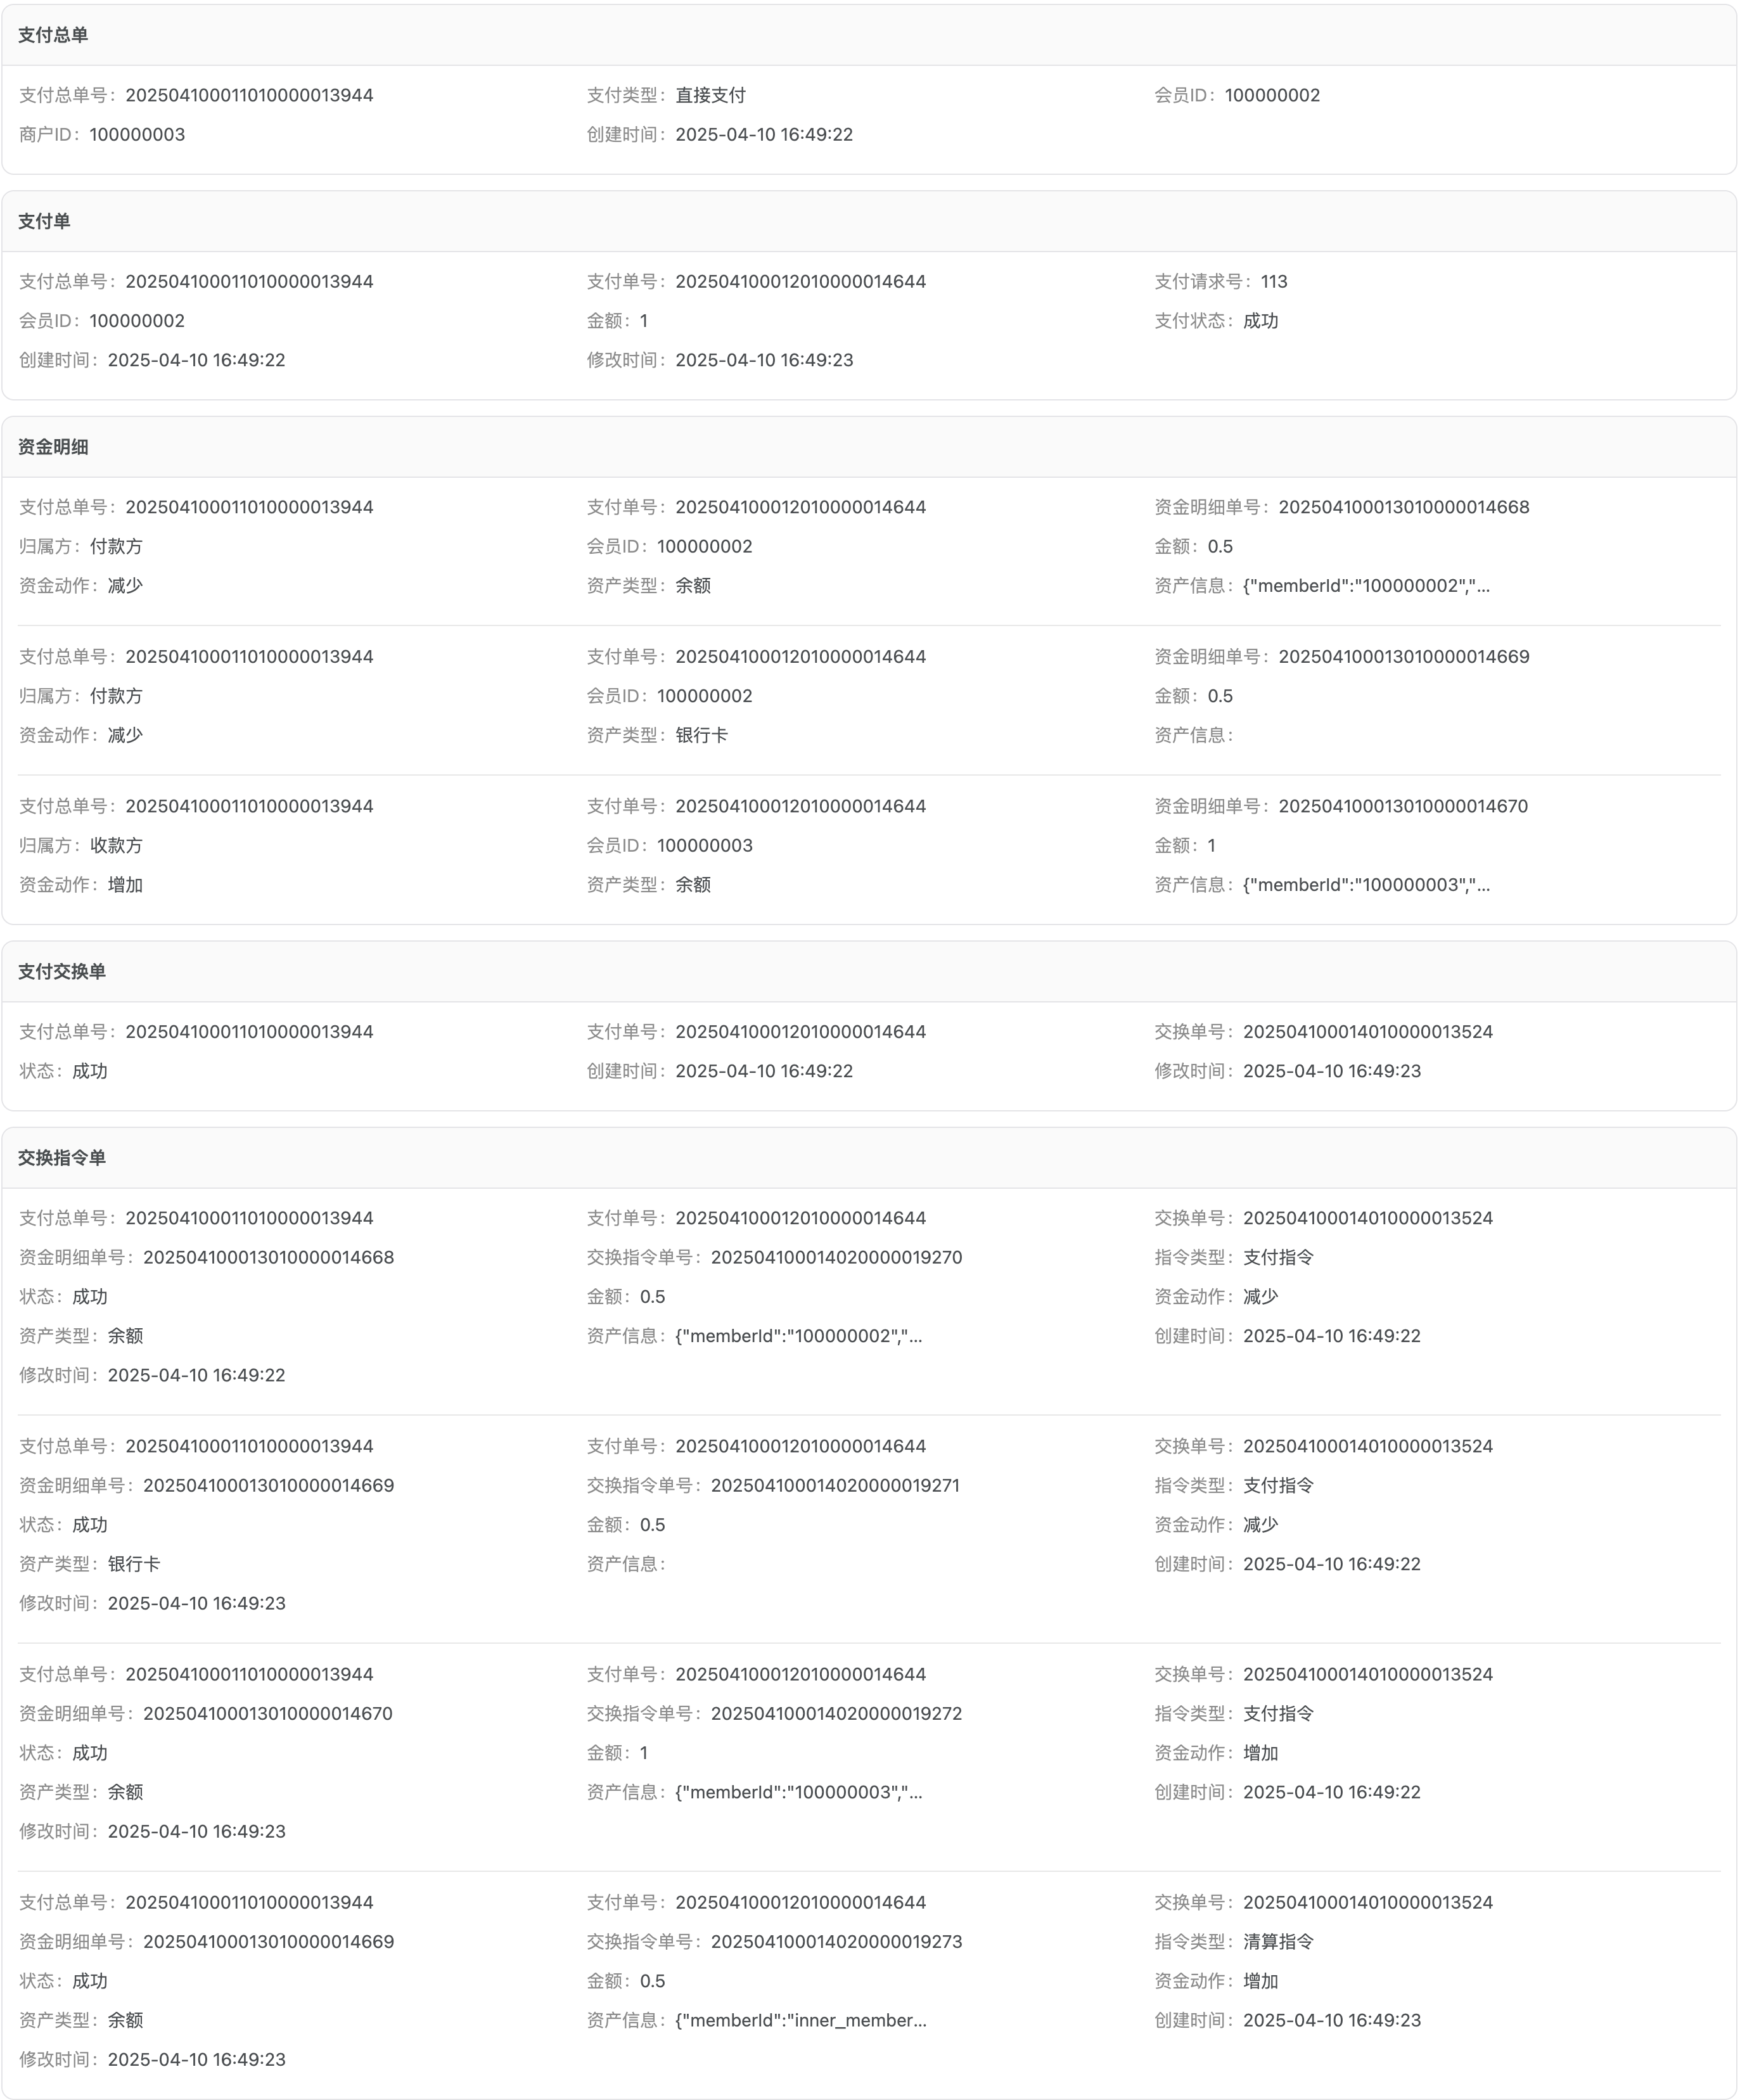 支付总单
支付总单号： 202504100011010000013944 支付类型： 直接支付 会员ID： 100000002
商户ID： 100000003 创建时间： 2025-04-10 16:49:22
支付单
支付总单号： 202504100011010000013944 支付单号： 202504100012010000014644 支付请求号： 113
会员ID： 100000002 金额： 1 支付状态： 成功
创建时间： 2025-04-10 16:49:22 修改时间： 2025-04-10 16:49:23
资金明细
支付总单号： 202504100011010000013944 支付单号： 202504100012010000014644 资金明细单号： 202504100013010000014668
归属方： 付款方 会员ID： 100000002 金额： 0.5
资金动作： 减少 资产类型： 余额 资产信息： {"memberId":"100000002","...
支付总单号： 202504100011010000013944 支付单号： 202504100012010000014644 资金明细单号： 202504100013010000014669
归属方： 付款方 会员ID： 100000002 金额： 0.5
资金动作： 减少 资产类型： 银行卡 资产信息：
支付总单号： 202504100011010000013944 支付单号： 202504100012010000014644 资金明细单号： 202504100013010000014670
归属方： 收款方 会员ID： 100000003 金额： 1
资金动作： 增加 资产类型： 余额 资产信息： {"memberId":"100000003","...
支付交换单
支付总单号： 202504100011010000013944 支付单号： 202504100012010000014644 交换单号： 202504100014010000013524
状态： 成功 创建时间： 2025-04-10 16:49:22 修改时间： 2025-04-10 16:49:23
交换指令单
支付总单号： 202504100011010000013944 支付单号： 202504100012010000014644 交换单号： 202504100014010000013524
资金明细单号： 202504100013010000014668 交换指令单号： 202504100014020000019270 指令类型： 支付指令
状态： 成功 金额： 0.5 资金动作： 减少
资产类型： 余额 资产信息： {"memberId":"100000002","... 创建时间： 2025-04-10 16:49:22
修改时间： 2025-04-10 16:49:22
支付总单号： 202504100011010000013944 支付单号： 202504100012010000014644 交换单号： 202504100014010000013524
资金明细单号： 202504100013010000014669 交换指令单号： 202504100014020000019271 指令类型： 支付指令
状态： 成功 金额： 0.5 资金动作： 减少
资产类型： 银行卡 资产信息： 创建时间： 2025-04-10 16:49:22
修改时间： 2025-04-10 16:49:23
支付总单号： 202504100011010000013944 支付单号： 202504100012010000014644 交换单号： 202504100014010000013524
资金明细单号： 202504100013010000014670 交换指令单号： 202504100014020000019272 指令类型： 支付指令
状态： 成功 金额： 1 资金动作： 增加
资产类型： 余额 资产信息： {"memberId":"100000003","... 创建时间： 2025-04-10 16:49:22
修改时间： 2025-04-10 16:49:23
支付总单号： 202504100011010000013944 支付单号： 202504100012010000014644 交换单号： 202504100014010000013524
资金明细单号： 202504100013010000014669 交换指令单号： 202504100014020000019273 指令类型： 清算指令
状态： 成功 金额： 0.5 资金动作： 增加
资产类型： 余额 资产信息： {"memberId":"inner_member... 创建时间： 2025-04-10 16:49:23
修改时间： 2025-04-10 16:49:23